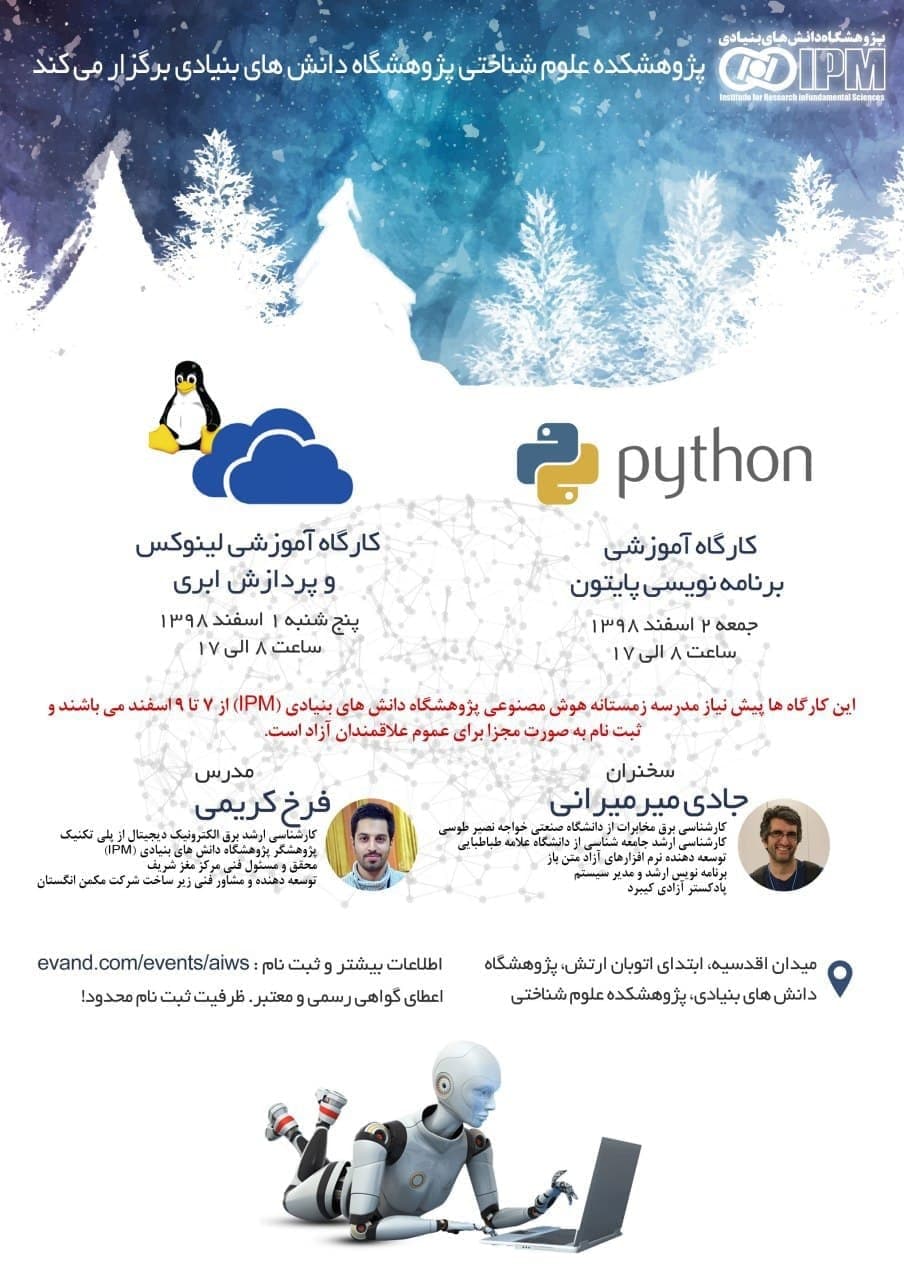 پژوهشگاه دانش‌های بنیادی
IPM
Institude for Research inFundamental Sciences
پژوهشکده علوم شناختی پژوهشگاه دانش های بنیادی برگزار می کند
python
کارگاه آموزشی
برنامه نویسی پایتون
جمعه ۲ اسفند ۱۳۹۸
ساعت ۸ الی ۱۷
کارگاه آموزشی لینوکس
و پردازش ابری
پنج شنبه ۱ اسفند ۱۳۹۸
ساعت ۸ الی ۱۷
این کارگاه ها پیش نیاز مدرسه زمستانه هوش مصنوعی پژوهشگاه دانش های بنیادی (IPM) از ۷ تا ۹ اسفند می باشند و
ثبت نام به صورت مجزا برای عموم علاقمندان آزاد است.
سخنران
جادی میرمیرانی
کارشناسی برق مخابرات از دانشگاه صنعتی خواجه نصیر طوسی
کارشناسی ارشد جامعه شناسی از دانشگاه علامه طباطبایی
توسعه دهنده نرم افزارهای آزاد متن باز
برنامه نویس ارشد و مدیر سیستم
پادکستر آزادی کیبرد
مدرس
فرخ کریمی
کارشناسی ارشد برق الکترونیک دیجیتال از پلی تکنیک
پژوهشگر پژوهشگاه دانش های بنیادی (IPM)
محقق و مسئول فنی مرکز مغز شریف
توسعه دهنده و مشاور فنی زیر ساخت شرکت مکمن انگستان
میدان اقدسیه، ابتدای اتوبان ارتش، پژوهشگاه
دانش های بنیادی، پژوهشکده علوم شناختی
اطلاعات بیشتر و ثبت نام : evand.com/events/aiws
اعطای گواهی رسمی و معتبر. ظرفیت ثبت نام محدود!